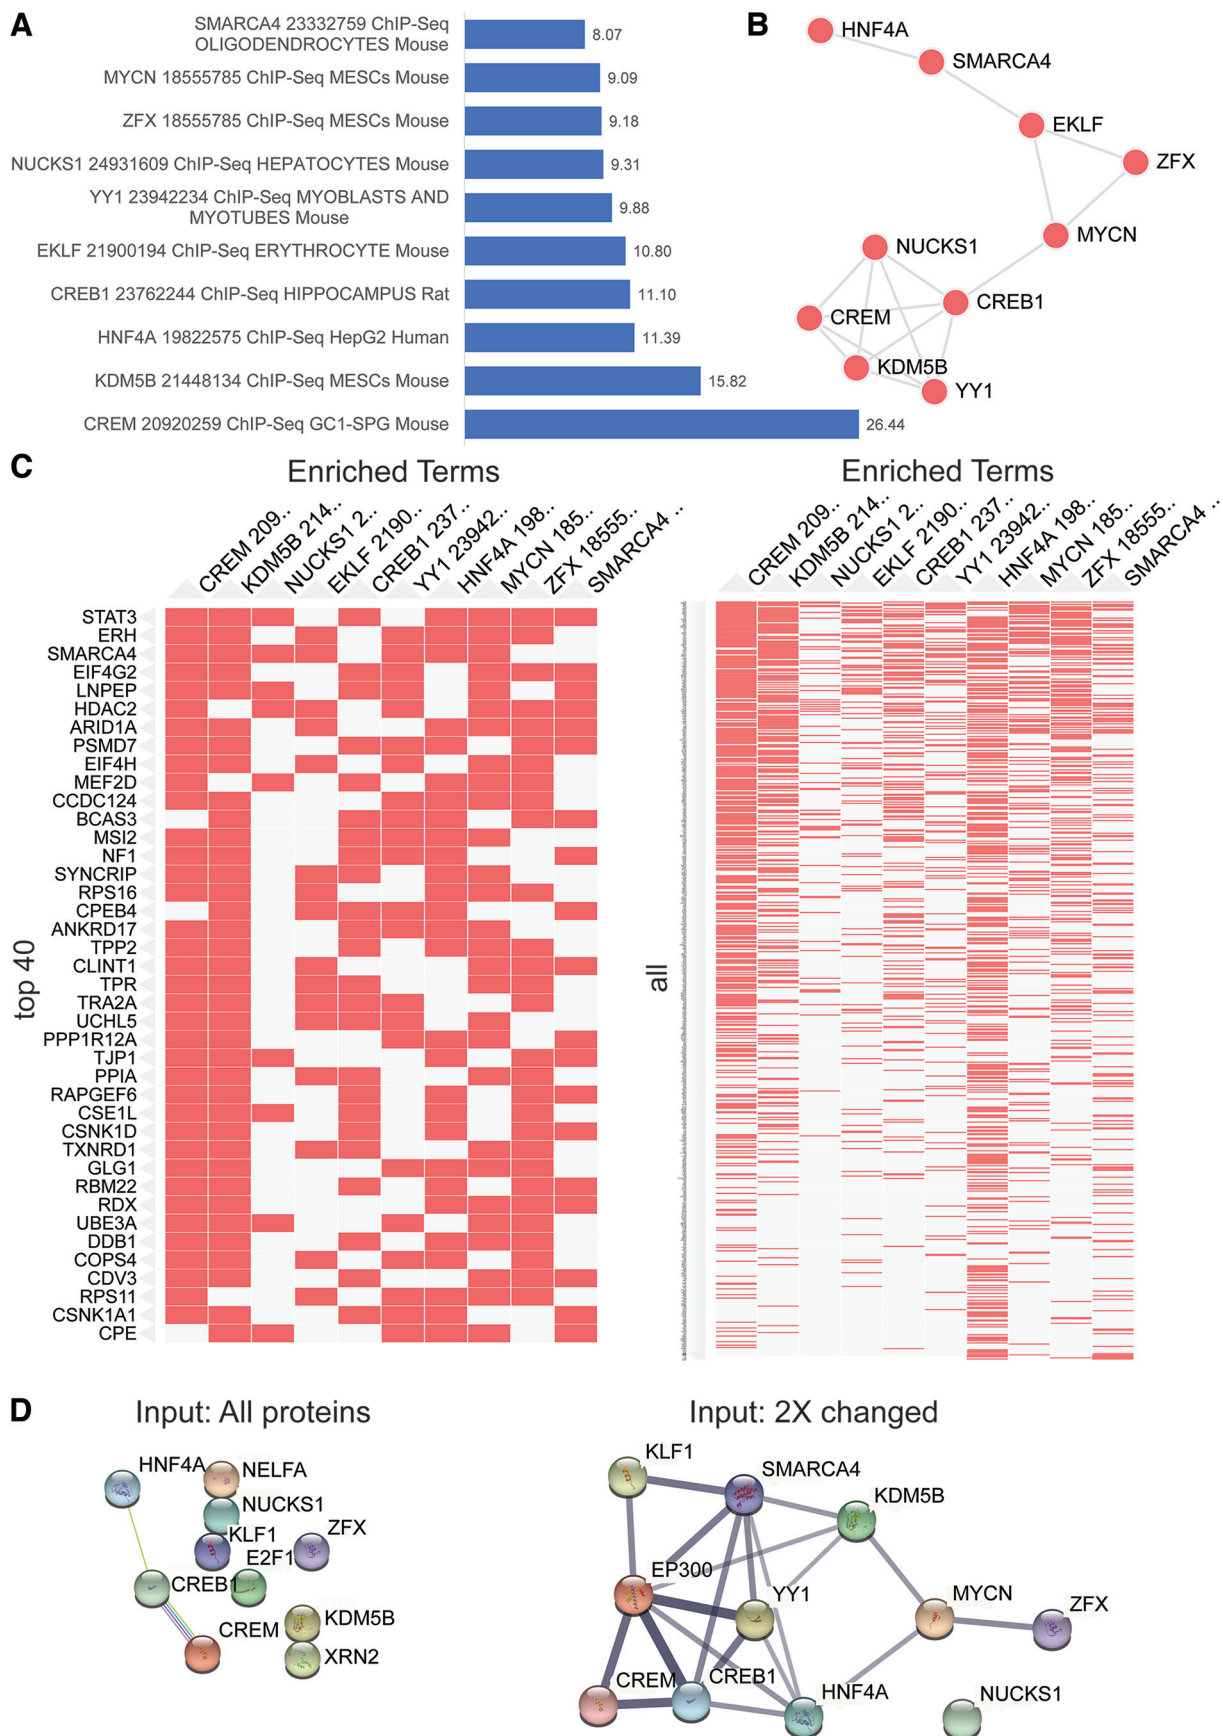 A
SMARCA4 23332759 ChIP-Seq
OLIGODENDROCYTES Mouse
8.07
MYCN 18555785 ChIP-Seq MESCs Mouse
9.09
ZFX 18555785 ChIP-Seq MESCs Mouse
9.18
NUCKS1 24931609 ChIP-Seq HEPATOCYTES Mouse
9.31
YY1 23942234 ChIP-Seq MYOBLASTS AND
MYOTUBES Mouse
9.88
EKLF 21900194 ChIP-Seq ERYTHROCYTE Mouse
10.80
CREB1 23762244 ChIP-Seq HIPPOCAMPUS Rat
11.10
HNF4A 19822575 ChIP-Seq HepG2 Human
11.39
KDM5B 21448134 ChIP-Seq MESCs Mouse
15.82
CREM 20920259 ChIP-Seq GC1-SPG Mouse
26.44
B
HNF4A
SMARCA4
EKLF
ZFX
MYCN
NUCKS1
CREB1
CREM
KDM5B
YY1
C
Enriched Terms
CREM 209..
KDM5B 214..
NUCKS1 2..
EKLF 2190..
CREB1 237..
YY1 23942..
HNF4A 198..
MYCN 185..
ZFX 18555..
SMARCA4 ..
top 40
STAT3
ERH
SMARCA4
EIF4G2
LNPEP
HDAC2
ARID1A
PSMD7
EIF4H
MEF2D
CCDC124
BCAS3
MSI2
NF1
SYNCRIP
RPS16
CPEB4
ANKRD17
TPP2
CLINT1
TPR
TRA2A
UCHL5
PPP1R12A
TJP1
PPIA
RAPGEF6
CSE1L
CSNK1D
TXNRD1
GLG1
RBM22
RDX
UBE3A
DDB1
COPS4
CDV3
RPS11
CSNK1A1
CPE
Enriched Terms
CREM 209..
KDM5B 214..
NUCKS1 2..
EKLF 2190..
CREB1 237..
YY1 23942..
HNF4A 198..
MYCN 185..
ZFX 18555..
SMARCA4 ..
all
D
Input: All proteins
HNF4A
NELFA
NUCKS1
KLF1
ZFX
E2F1
CREB1
CREM
KDM5B
XRN2
Input: 2X changed
KLF1
SMARCA4
KDM5B
EP300
YY1
MYCN
ZFX
CREM
CREB1
HNF4A
NUCKS1